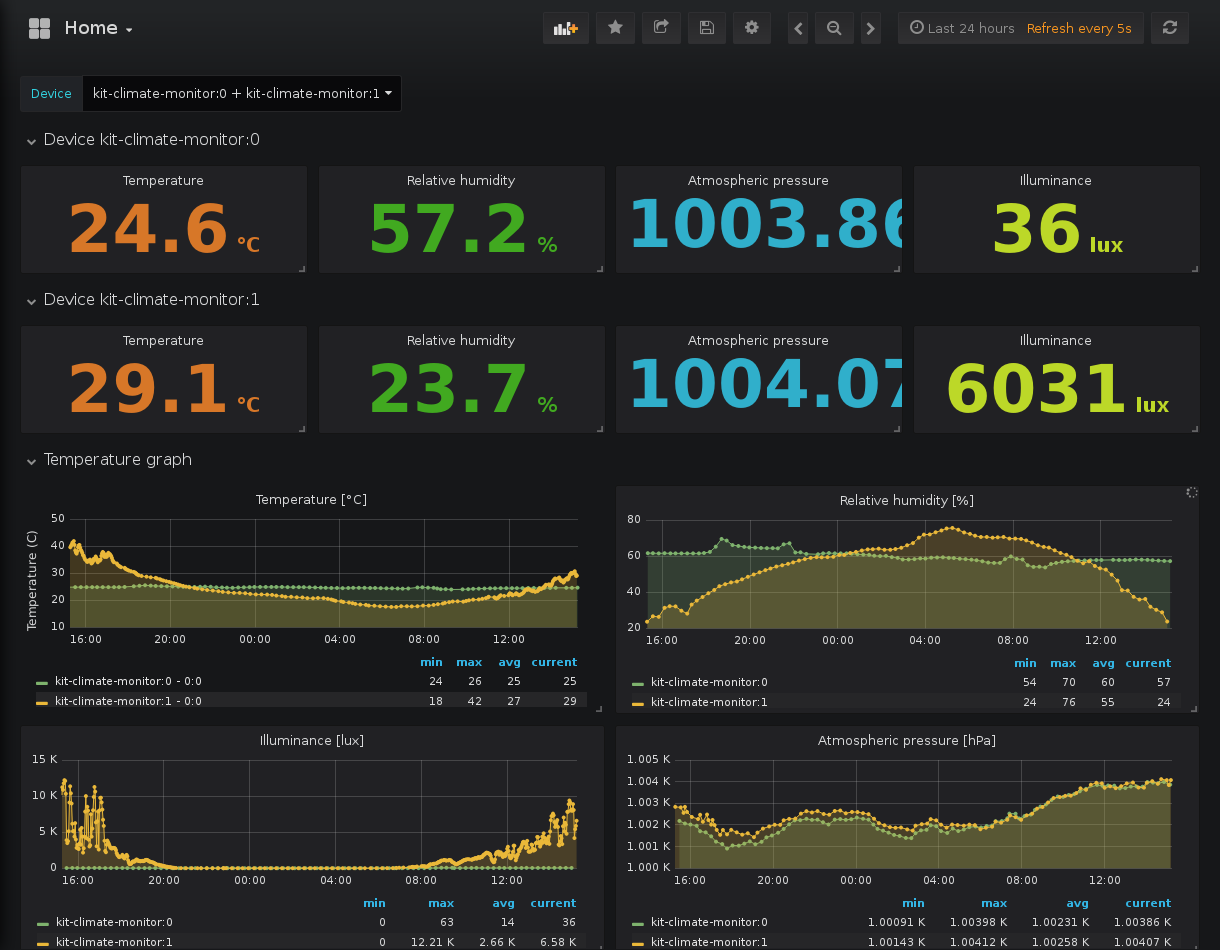 Home
Last 24 hours Refresh every 5s
Device kit-climate-monitor:0 + kit-climate-monitor:1
Device kit-climate-monitor:0
Temperature
24.6 °C
Relative humidity
57.2 %
Atmospheric pressure
1003.86
Illuminance
36 lux
Device kit-climate-monitor:1
Temperature
29.1 °C
Relative humidity
23.7 %
Atmospheric pressure
1004.07
Illuminance
6031 lux
Temperature graph
Temperature [°C]
Temperature (C)
50
40
30
20
10
16:00 20:00 00:00 04:00 08:00 12:00
min max avg current
kit-climate-monitor:0 - 0:0 24 26 25 25
kit-climate-monitor:1 - 0:0 18 42 27 29
Relative humidity [%]
80
60
40
20
16:00 20:00 00:00 04:00 08:00 12:00
min max avg current
kit-climate-monitor:0 54 70 60 57
kit-climate-monitor:1 24 76 55 24
Illuminance [lux]
15 K
10 K
5 K
0
16:00 20:00 00:00 04:00 08:00 12:00
min max avg current
kit-climate-monitor:0 0 63 14 36
kit-climate-monitor:1 0 12.21 K 2.66 K 6.58 K
Atmospheric pressure [hPa]
1.005 K
1.004 K
1.003 K
1.002 K
1.001 K
1.000 K
16:00 20:00 00:00 04:00 08:00 12:00
min max avg current
kit-climate-monitor:0 1.00091 K 1.00398 K 1.00231 K 1.00386 K
kit-climate-monitor:1 1.00143 K 1.00412 K 1.00258 K 1.00407 K